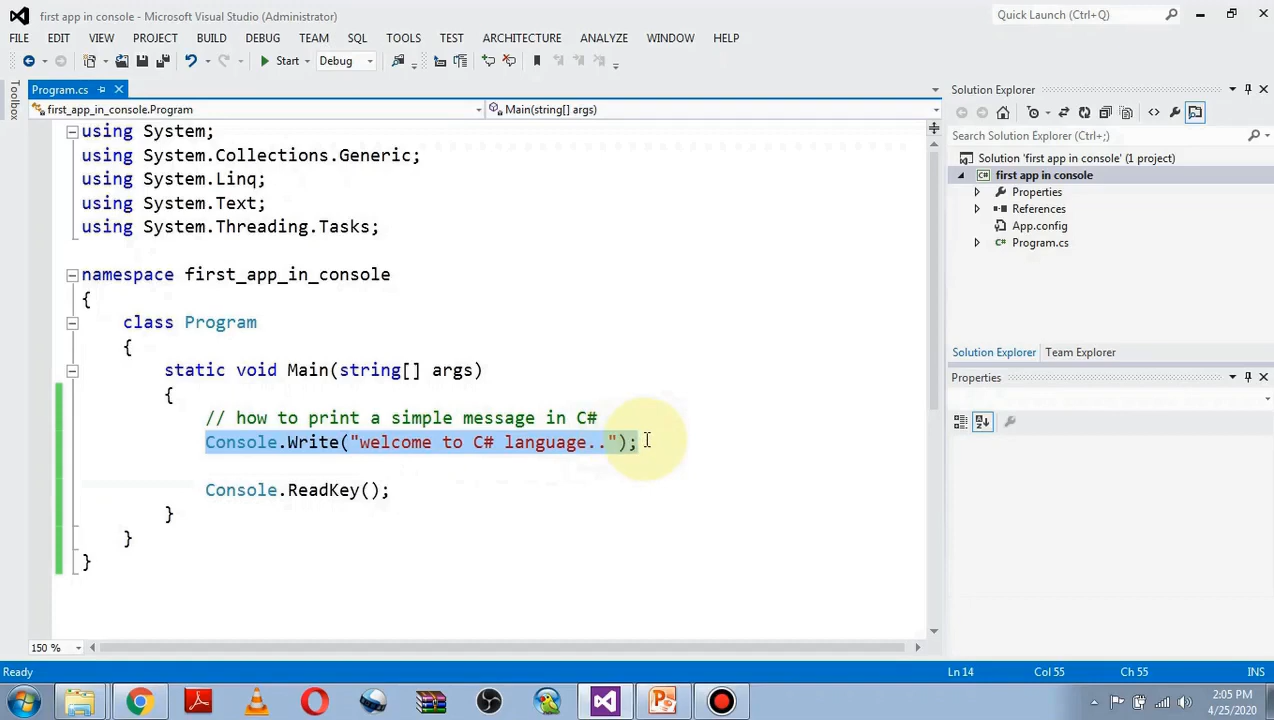 first app in console - Microsoft Visual Studio (Administrator)
Quick Launch (Ctrl+Q)
FILE EDIT VIEW PROJECT BUILD DEBUG TEAM SQL TOOLS TEST ARCHITECTURE ANALYZE WINDOW HELP
Start Debug
Toolbox
Program.cs
first_app_in_console.Program
Main(string[] args)
using System;
using System.Collections.Generic;
using System.Linq;
using System.Text;
using System.Threading.Tasks;
namespace first_app_in_console
{
class Program
{
static void Main(string[] args)
{
// how to print a simple message in C#
Console.Write("welcome to C# language..");
Console.ReadKey();
}
}
}
150 %
Solution Explorer
Search Solution Explorer (Ctrl+;)
Solution 'first app in console' (1 project)
C# first app in console
Properties
References
App.config
C# Program.cs
Solution Explorer Team Explorer
Properties
Ready
Ln 14 Col 55 Ch 55 INS
2:05 PM
4/25/2020